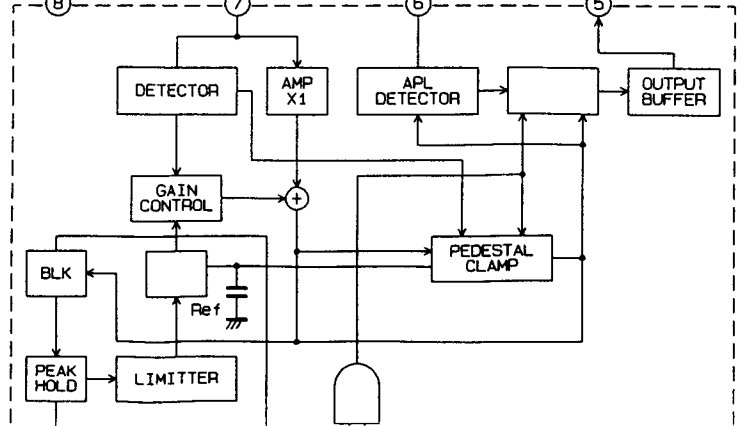 8
7
6
5
DETECTOR
AMP
X1
APL
DETECTOR
OUTPUT
BUFFER
GAIN
CONTROL
+
BLK
PEDESTAL
CLAMP
Ref
PEAK
HOLD
LIMITTER